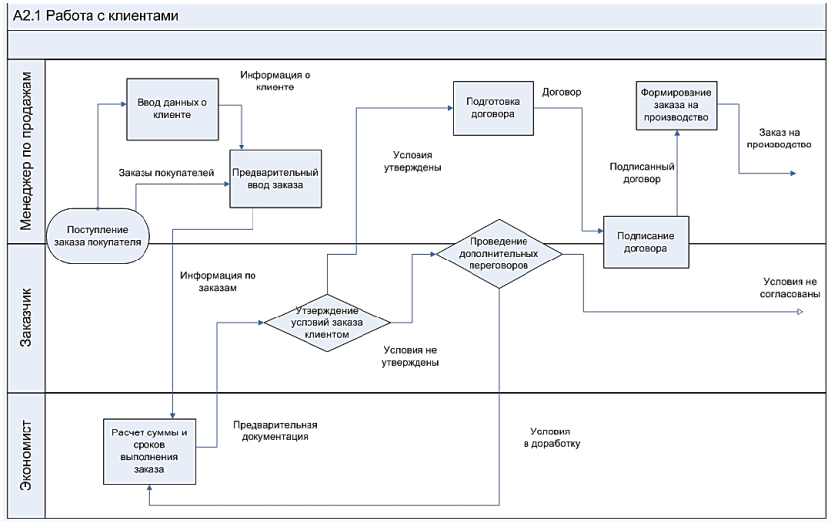 А2.1 Работа с клиентами
Менеджер по продажам
Информация о
клиенте
Ввод данных о
клиенте
Заказы покупателей
Предварительный
ввод заказа
Поступление
заказа покупателя
Подготовка
договора
Договор
Условия
утверждены
Формирование
заказа на
производство
Заказ на
производство
Подписанный
договор
Подписание
договора
Заказчик
Информация по
заказам
Утверждение
условий заказа
клиентом
Проведение
дополнительных
переговоров
Условия не
утверждены
Условия не
согласованы
Экономист
Расчет суммы и
сроков
выполнения
заказа
Предварительная
документация
Условия
в доработку